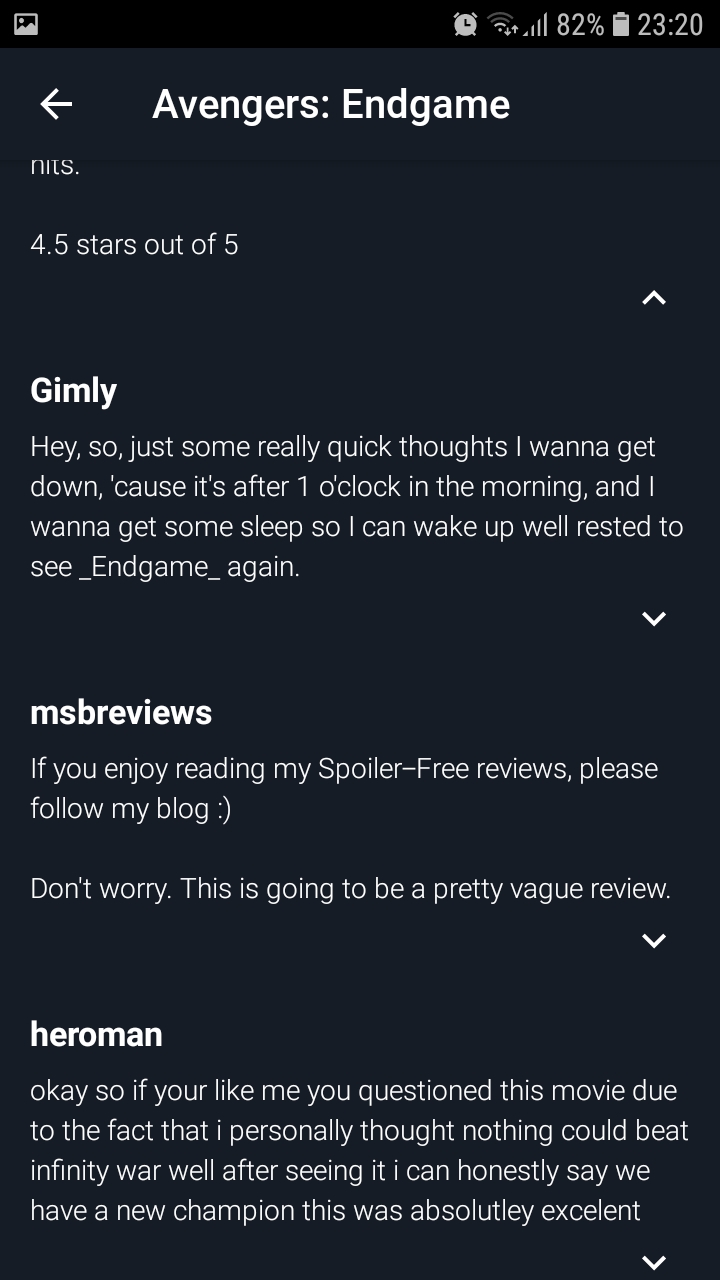 82% 23:20
Avengers: Endgame
hits.
4.5 stars out of 5
Gimly
Hey, so, just some really quick thoughts I wanna get
down, 'cause it's after 1 o'clock in the morning, and I
wanna get some sleep so I can wake up well rested to
see _Endgame_ again.
msbreviews
If you enjoy reading my Spoiler–Free reviews, please
follow my blog :)
Don't worry. This is going to be a pretty vague review.
heroman
okay so if your like me you questioned this movie due
to the fact that i personally thought nothing could beat
infinity war well after seeing it i can honestly say we
have a new champion this was absolutley excelent